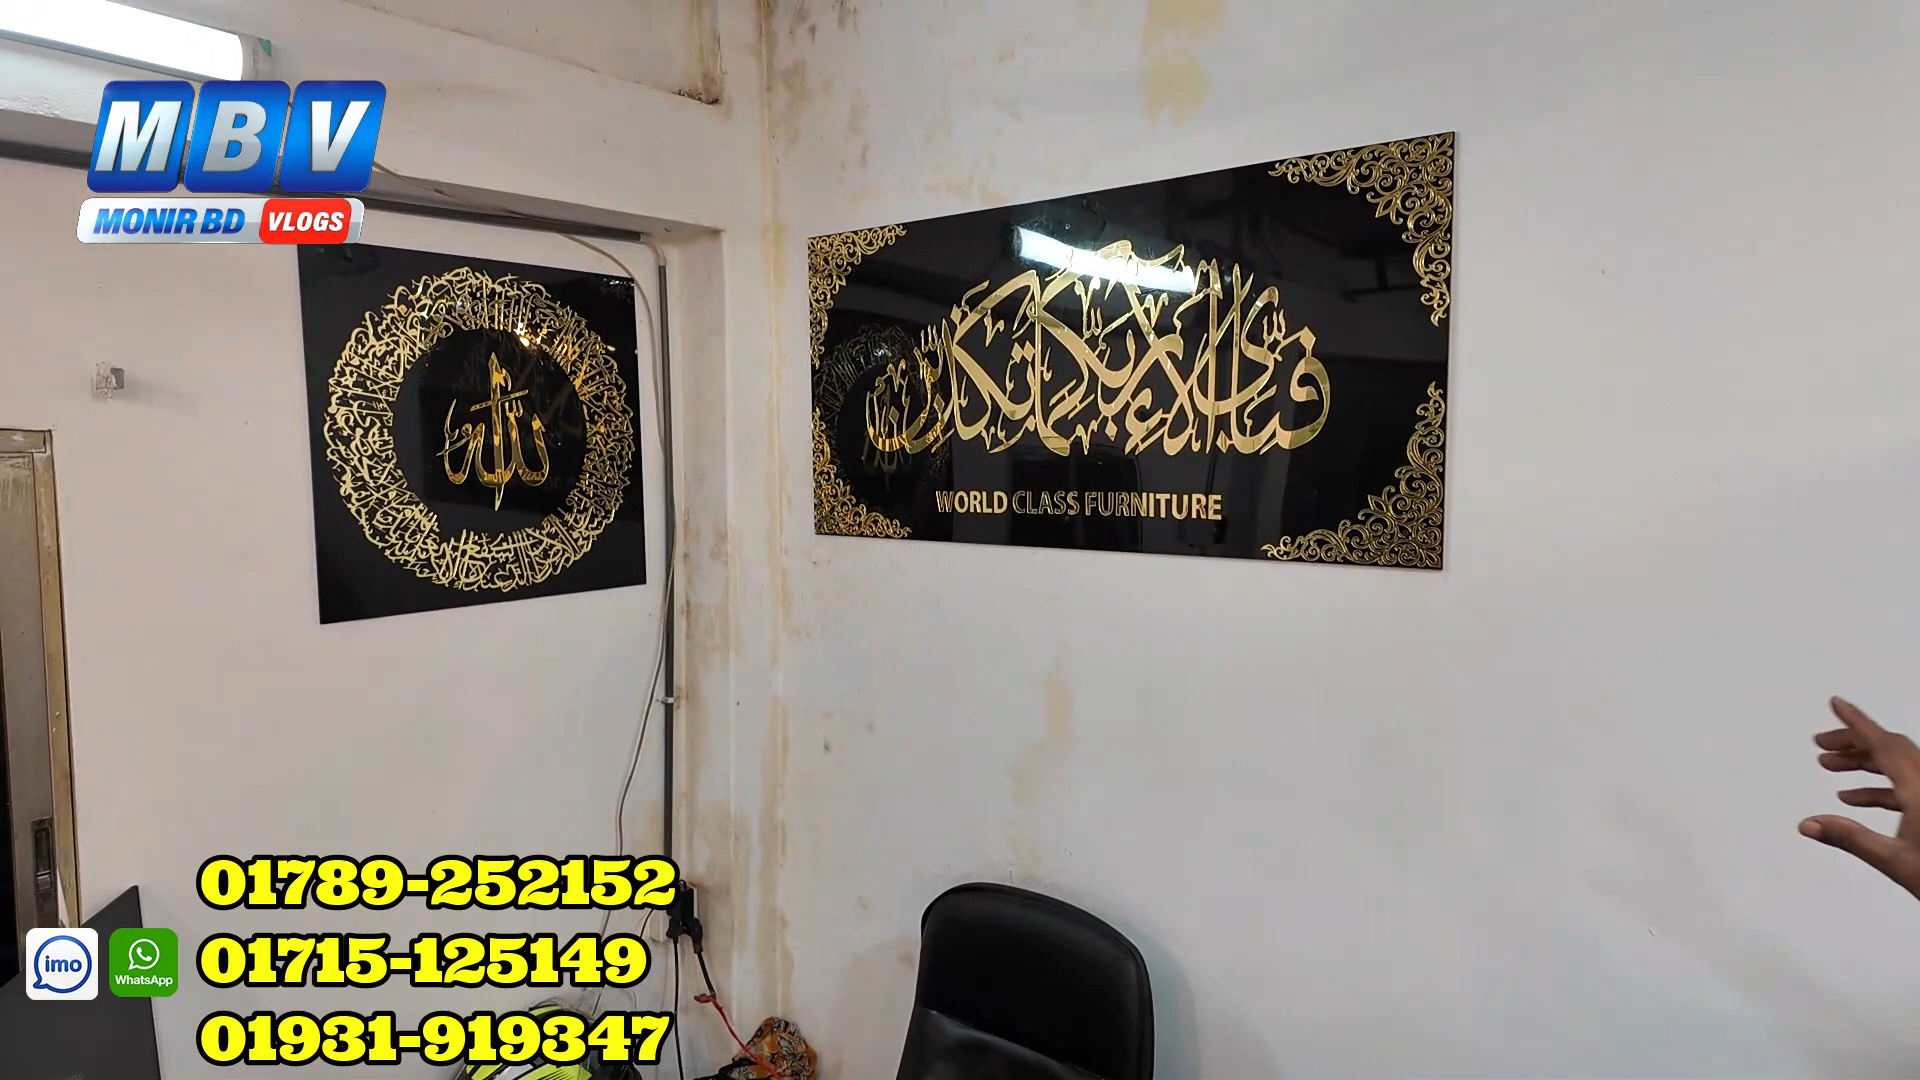 MBV
MONIR BD VLOGS
الله
فبأي آلاء ربكما تكذبان
WORLD CLASS FURNITURE
01789-252152
imo
WhatsApp
01715-125149
01931-919347